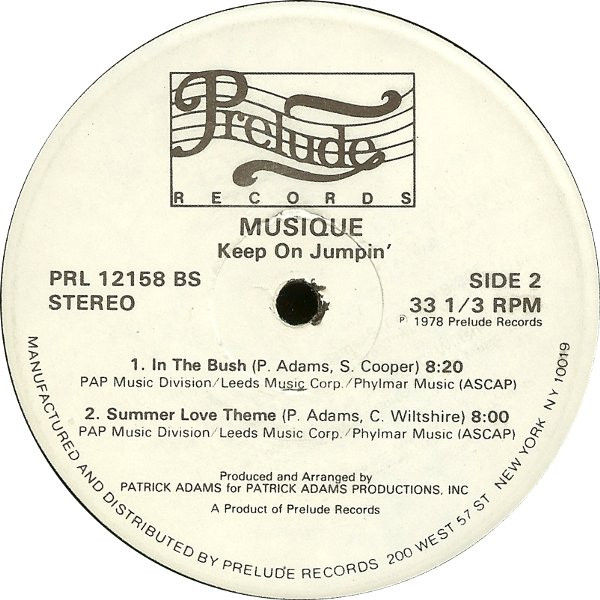 Prelude
RECORDS
MUSIQUE
Keep On Jumpin'
PRL 12158 BS
STEREO
SIDE 2
33 1/3 RPM
℗ 1978 Prelude Records
1. In The Bush (P. Adams, S. Cooper) 8:20
PAP Music Division/Leeds Music Corp./Phylmar Music (ASCAP)
2. Summer Love Theme (P. Adams, C. Wiltshire) 8:00
PAP Music Division/Leeds Music Corp./Phylmar Music (ASCAP)
Produced and Arranged by
PATRICK ADAMS for PATRICK ADAMS PRODUCTIONS, INC
A Product of Prelude Records
MANUFACTURED AND DISTRIBUTED BY PRELUDE RECORDS 200 WEST 57 ST NEW YORK NY 10019